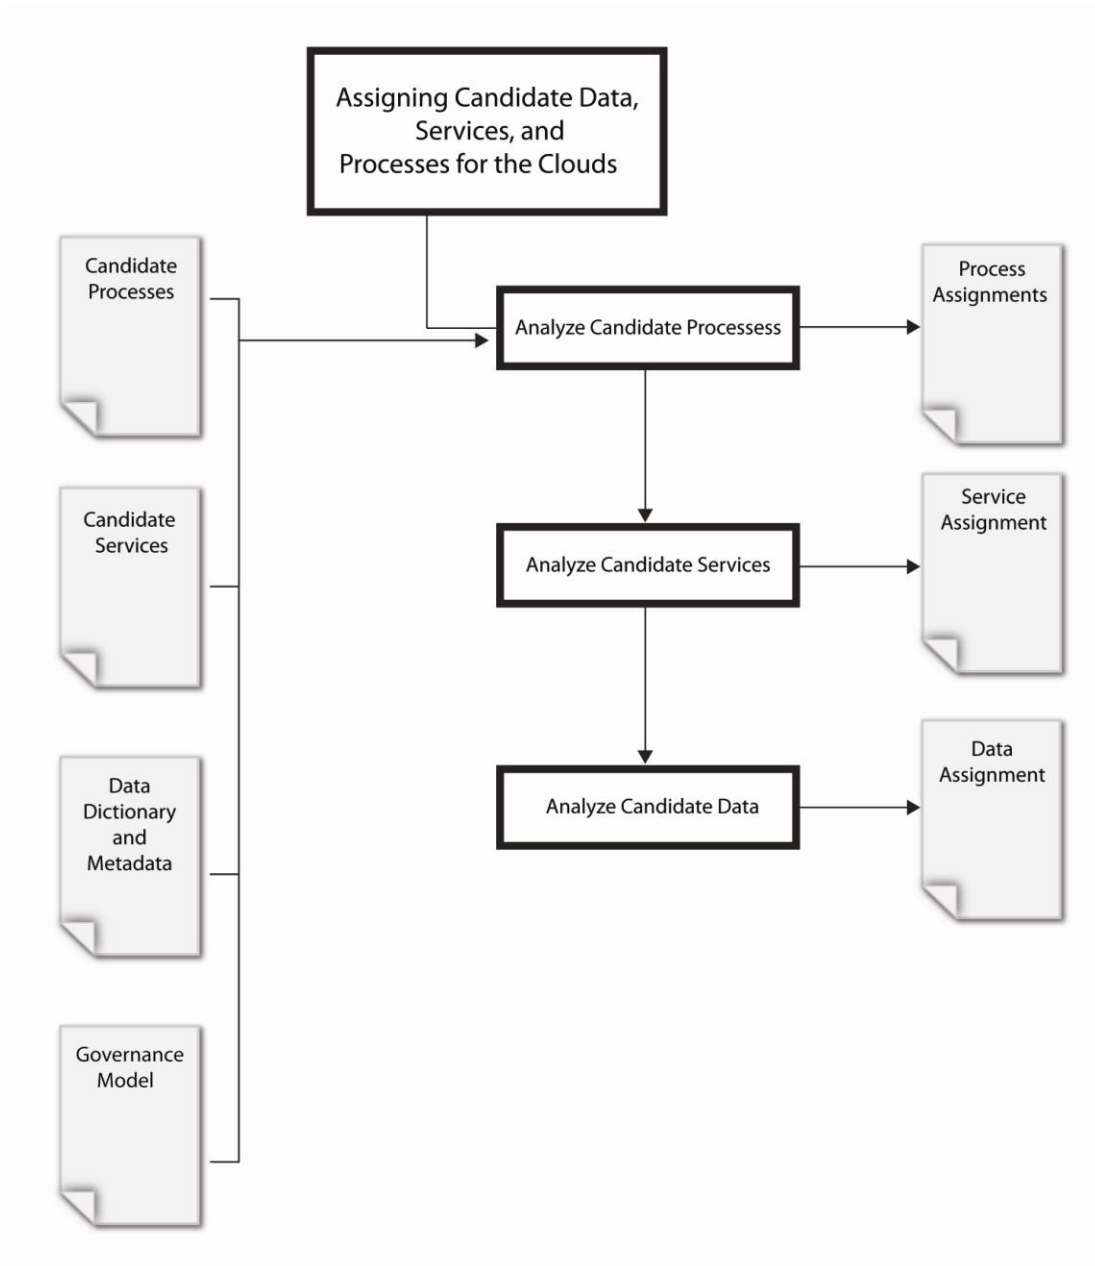 Assigning Candidate Data,
Services, and
Processes for the Clouds
Candidate
Processes
Analyze Candidate Processess
Process
Assignments
Candidate
Services
Analyze Candidate Services
Service
Assignment
Data
Dictionary
and
Metadata
Analyze Candidate Data
Data
Assignment
Governance
Model